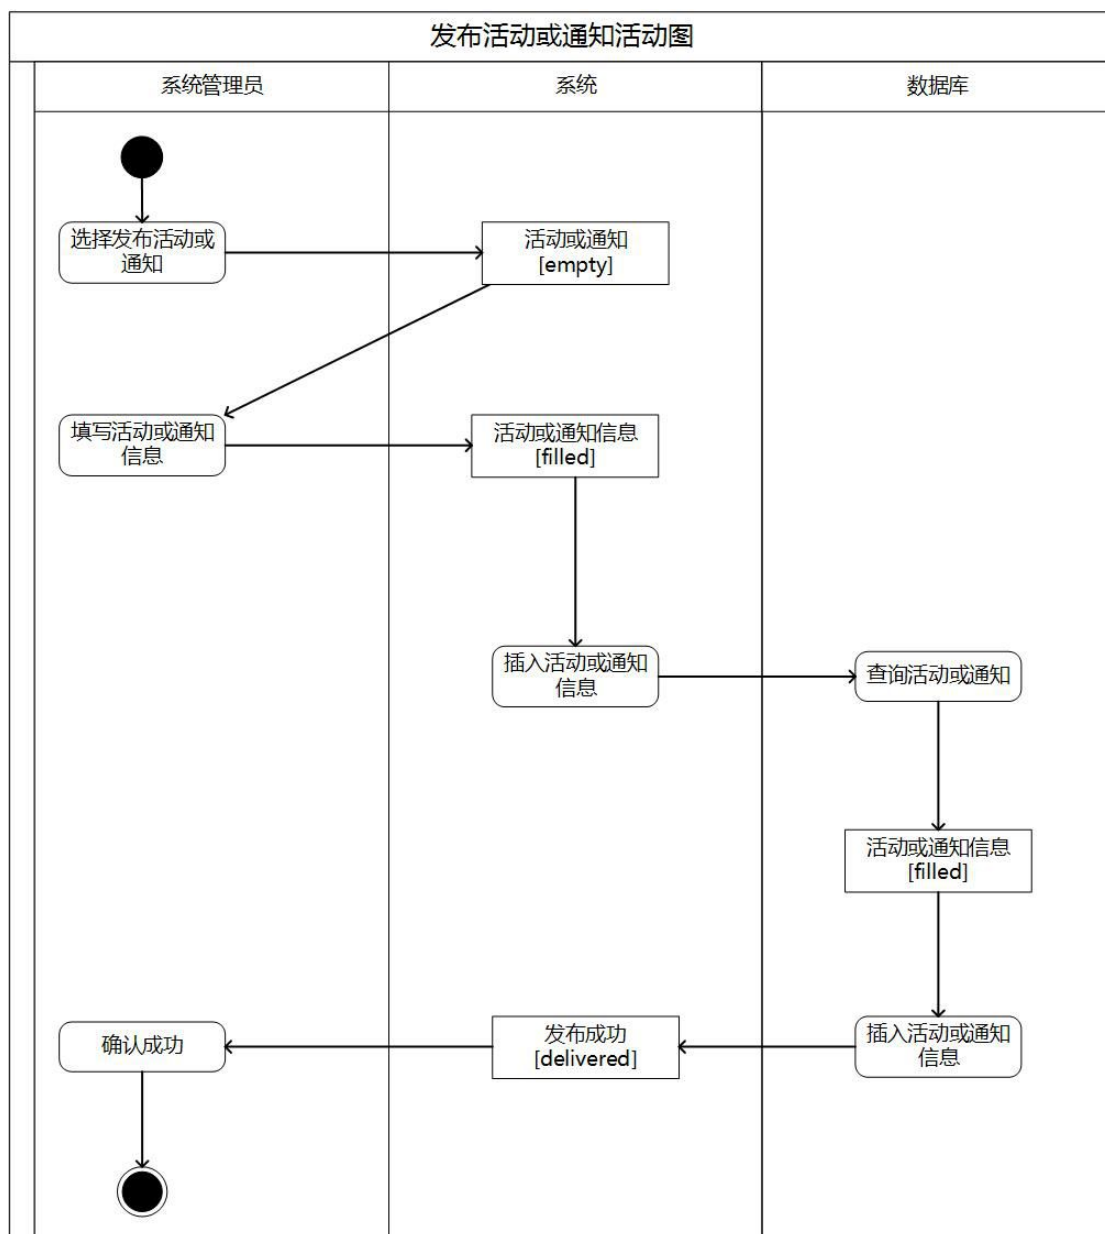 发布活动或通知活动图
系统管理员
系统
数据库
选择发布活动或
通知
活动或通知
[empty]
填写活动或通知
信息
活动或通知信息
[filled]
插入活动或通知
信息
查询活动或通知
活动或通知信息
[filled]
确认成功
发布成功
[delivered]
插入活动或通知
信息